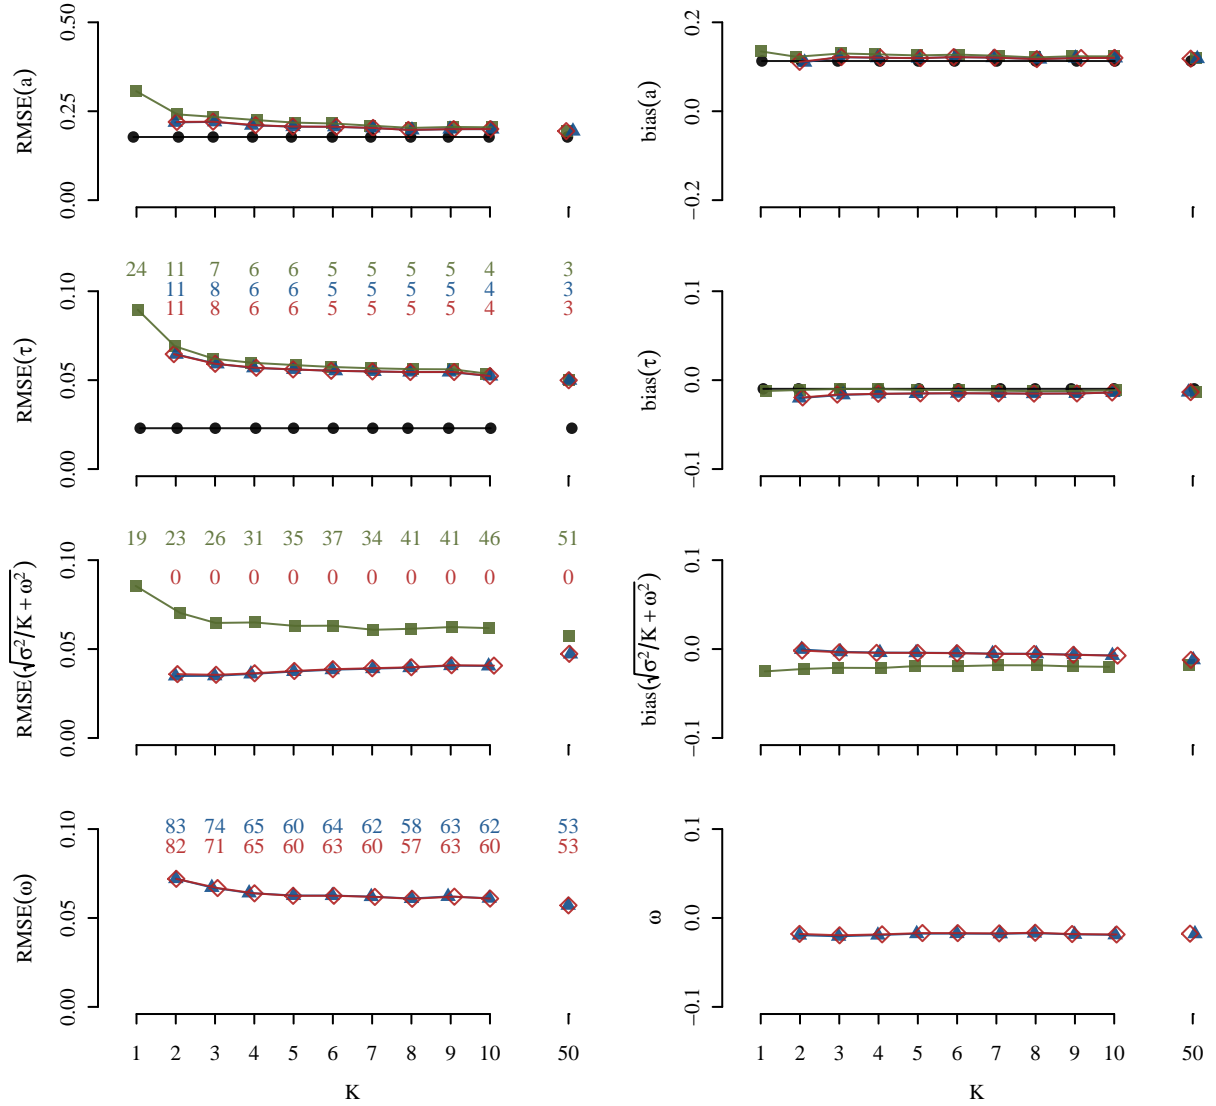 RMSE(a)
0.00 0.25 0.50
bias(a)
−0.2 0.0 0.2
RMSE(τ)
0.00 0.05 0.10
24 11 7 6 6 5 5 5 5 4 3
11 8 6 6 5 5 5 5 4 3
11 8 6 6 5 5 5 5 4 3
bias(τ)
−0.1 0.0 0.1
RMSE(√σ²/K + ω²)
0.00 0.05 0.10
19 23 26 31 35 37 34 41 41 46 51
0 0 0 0 0 0 0 0 0 0
bias(√σ²/K + ω²)
−0.1 0.0 0.1
RMSE(ω)
0.00 0.05 0.10
83 74 65 60 64 62 58 63 62 53
82 71 65 60 63 60 57 63 60 53
1 2 3 4 5 6 7 8 9 10 50
K
ω
−0.1 0.0 0.1
1 2 3 4 5 6 7 8 9 10 50
K